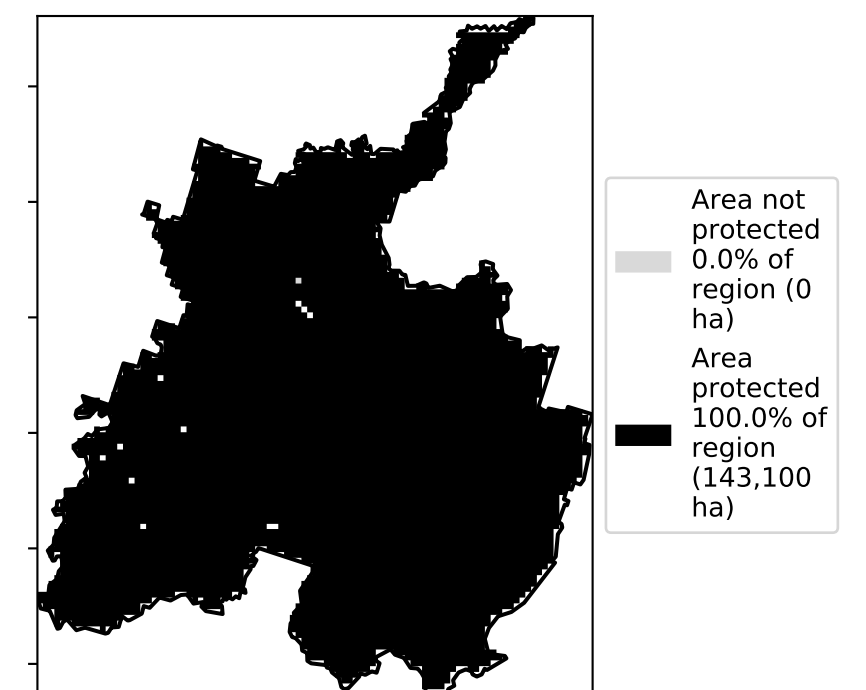 Area not
protected
0.0% of
region (0
ha)
Area
protected
100.0% of
region
(143,100
ha)